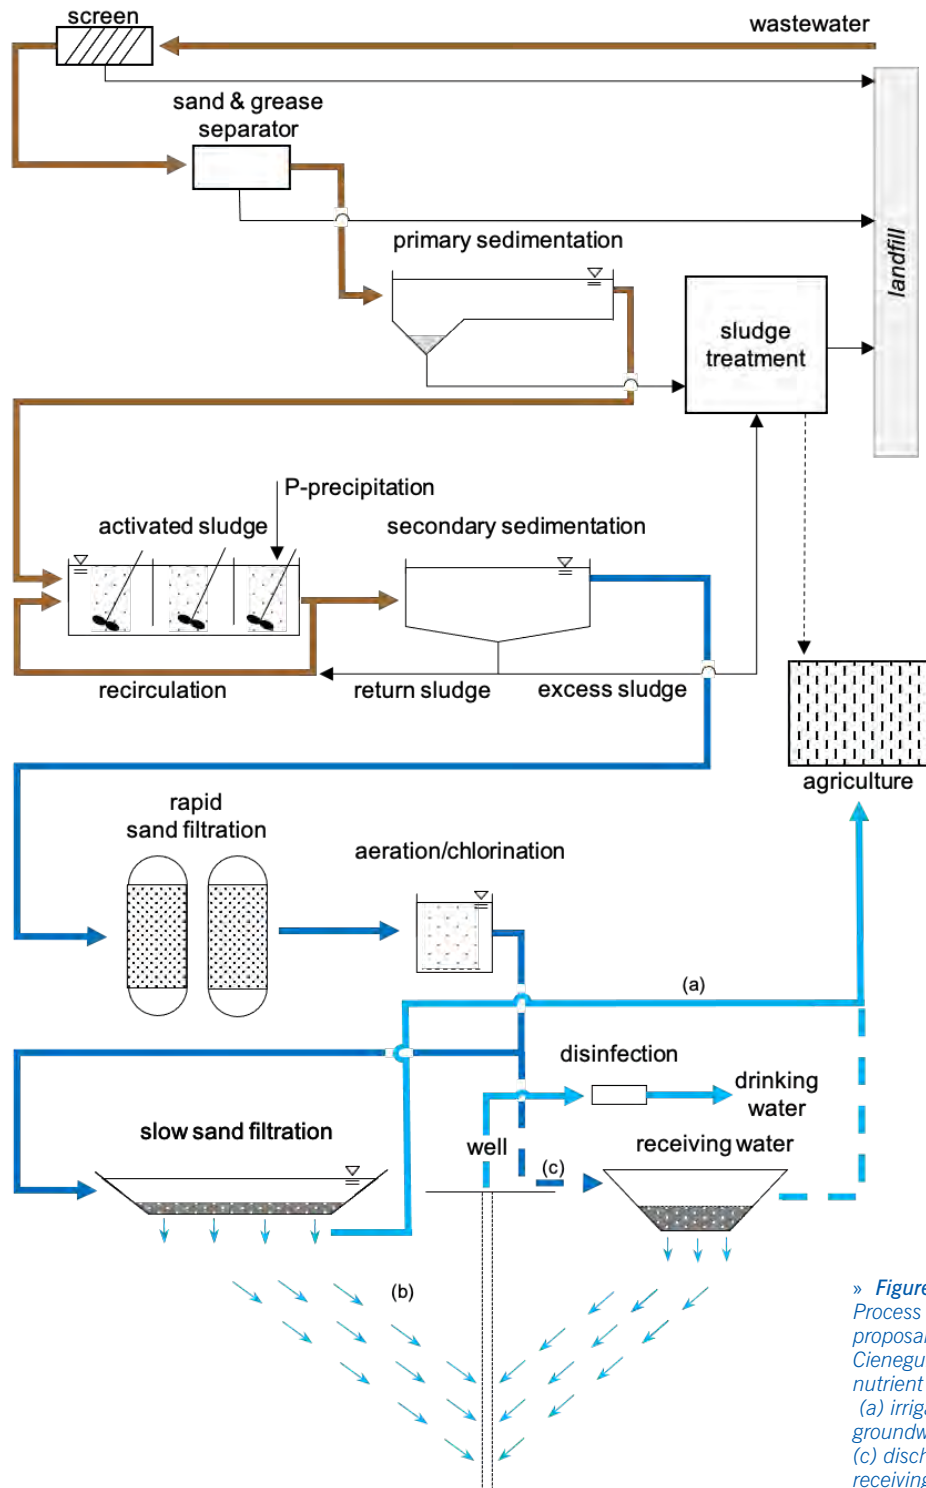 screen
wastewater
sand & grease
separator
primary sedimentation
landfill
sludge
treatment
P-precipitation
activated sludge
secondary sedimentation
recirculation
return sludge
excess sludge
agriculture
rapid
sand filtration
aeration/chlorination
(a)
disinfection
drinking
water
slow sand filtration
well
receiving water
(c)
(b)
» Figure
Process
proposal
Cienegu
nutrient
(a) irriga
groundw
(c) disch
receiving